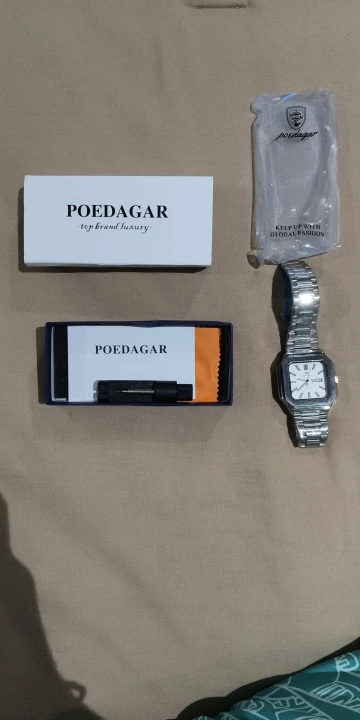 poedagar
KEEP UP WITH
GLOBAL FASHION
POEDAGAR
top brand luxury
POEDAGAR